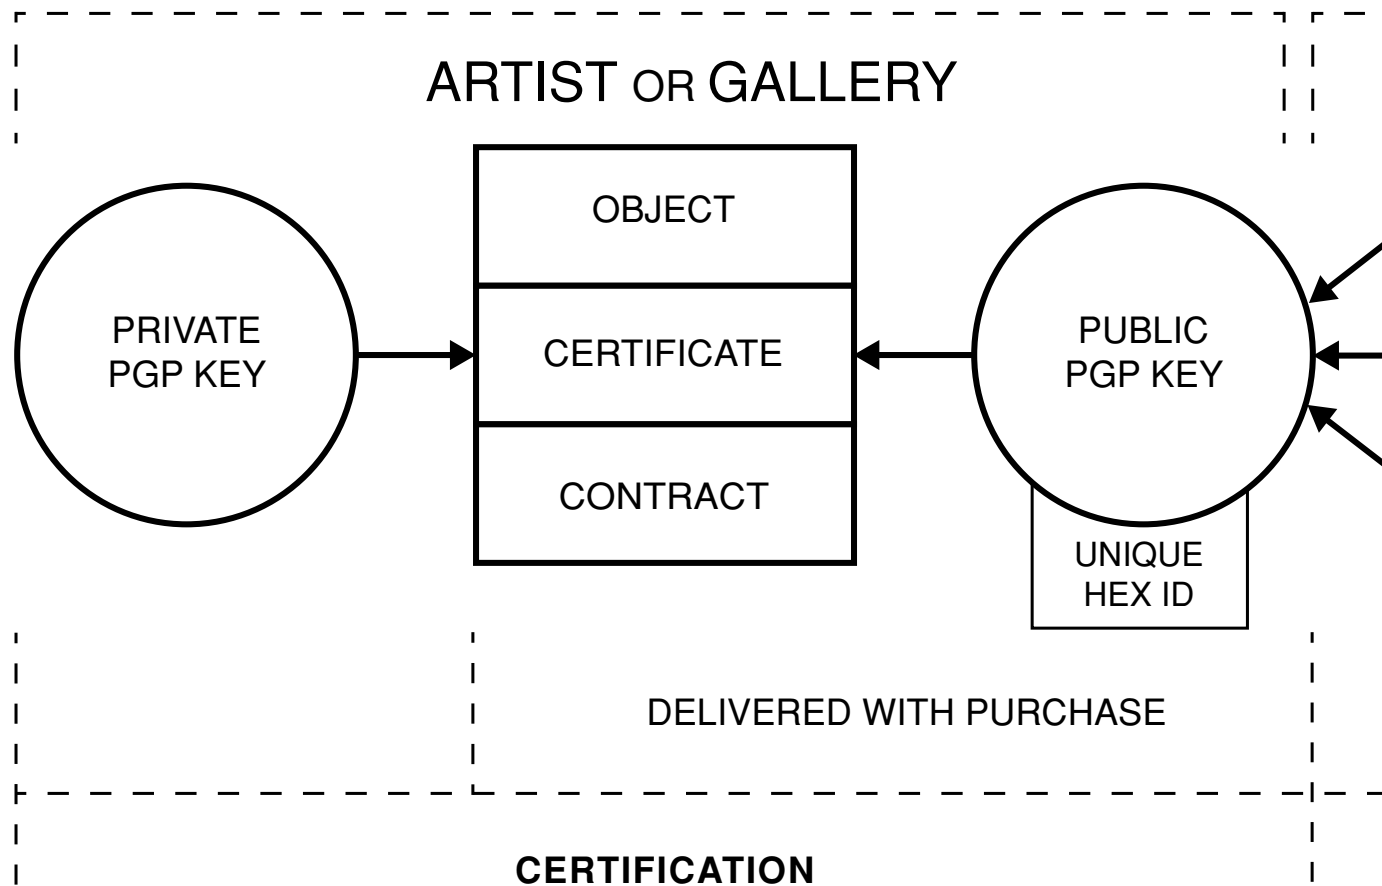 ARTIST OR GALLERY
OBJECT
PRIVATE
PGP KEY
CERTIFICATE
PUBLIC
PGP KEY
CONTRACT
UNIQUE
HEX ID
DELIVERED WITH PURCHASE
CERTIFICATION